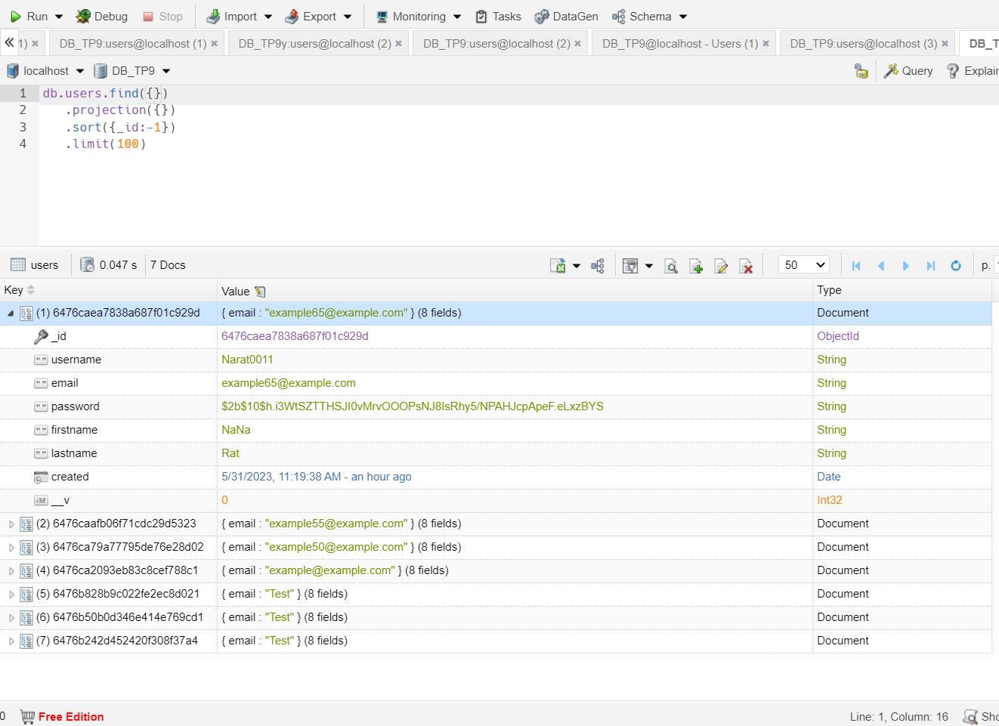 Run Debug Stop Import Export Monitoring Tasks DataGen Schema
1) DB_TP9:users@localhost (1) DB_TP9y:users@localhost (2) DB_TP9:users@localhost (2) DB_TP9@localhost - Users (1) DB_TP9:users@localhost (3) DB_T
localhost DB_TP9 Query Explain
1 db.users.find({})
2 .projection({})
3 .sort({_id:-1})
4 .limit(100)
users 0.047 s 7 Docs 50 p.
Key Value Type
(1) 6476caea7838a687f01c929d { email : "example65@example.com" } (8 fields) Document
_id 6476caea7838a687f01c929d ObjectId
username Narat0011 String
email example65@example.com String
password $2b$10$h.i3WtSZTTHSJI0vMrvOOOPsNJ8IsRhy5/NPAHJcpApeF.eLxzBYS String
firstname NaNa String
lastname Rat String
created 5/31/2023, 11:19:38 AM - an hour ago Date
i32 __v 0 Int32
(2) 6476caafb06f71cdc29d5323 { email : "example55@example.com" } (8 fields) Document
(3) 6476ca79a77795de76e28d02 { email : "example50@example.com" } (8 fields) Document
(4) 6476ca2093eb83c8cef788c1 { email : "example@example.com" } (8 fields) Document
(5) 6476b828b9c022fe2ec8d021 { email : "Test" } (8 fields) Document
(6) 6476b50b0d346e414e769cd1 { email : "Test" } (8 fields) Document
(7) 6476b242d452420f308f37a4 { email : "Test" } (8 fields) Document
0 Free Edition Line: 1, Column: 16 Sho